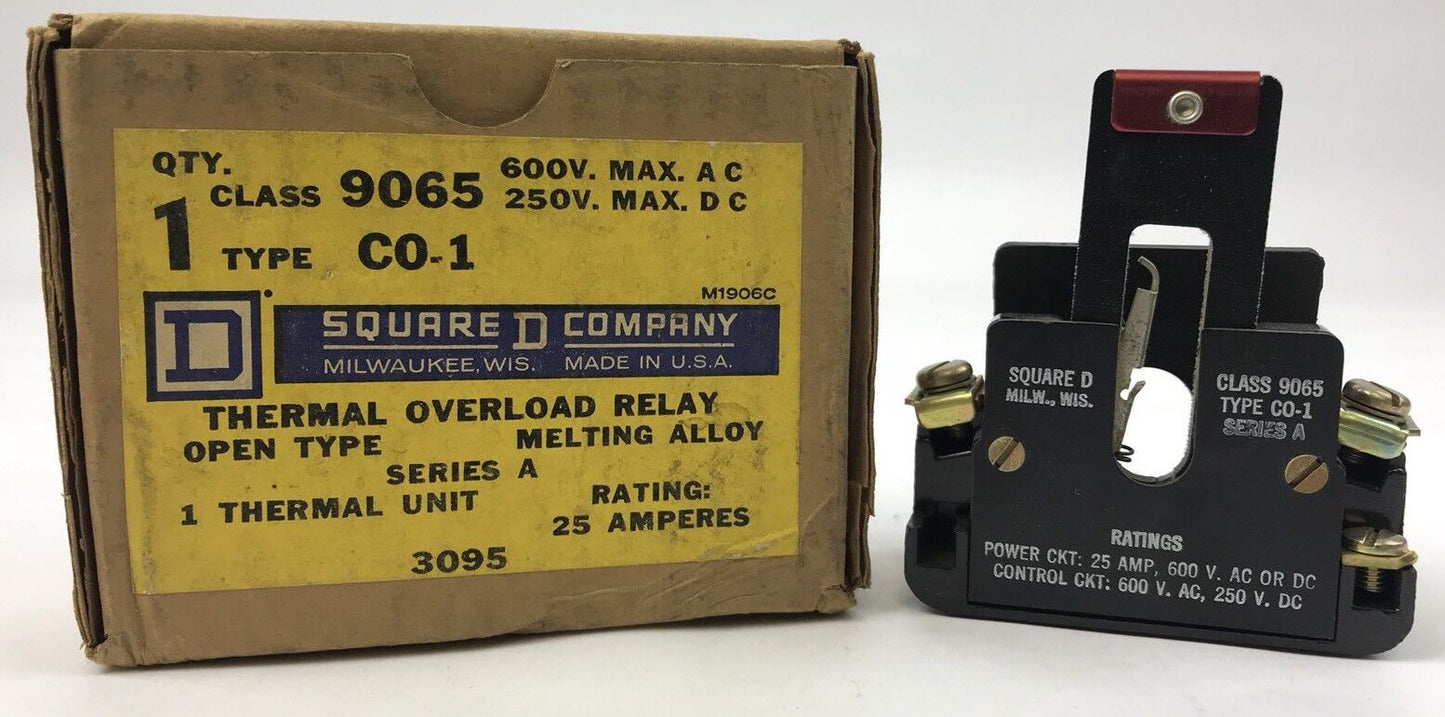 QTY.
1
CLASS 9065
600V. MAX. AC
250V. MAX. DC
TYPE CO-1
M1906C
D
SQUARE D COMPANY
MILWAUKEE, WIS. MADE IN U.S.A.
THERMAL OVERLOAD RELAY
OPEN TYPE MELTING ALLOY
SERIES A
1 THERMAL UNIT
RATING:
25 AMPERES
3095
SQUARE D
MILW., WIS.
CLASS 9065
TYPE CO-1
SERIES A
RATINGS
POWER CKT: 25 AMP, 600 V. AC OR DC
CONTROL CKT: 600 V. AC, 250 V. DC